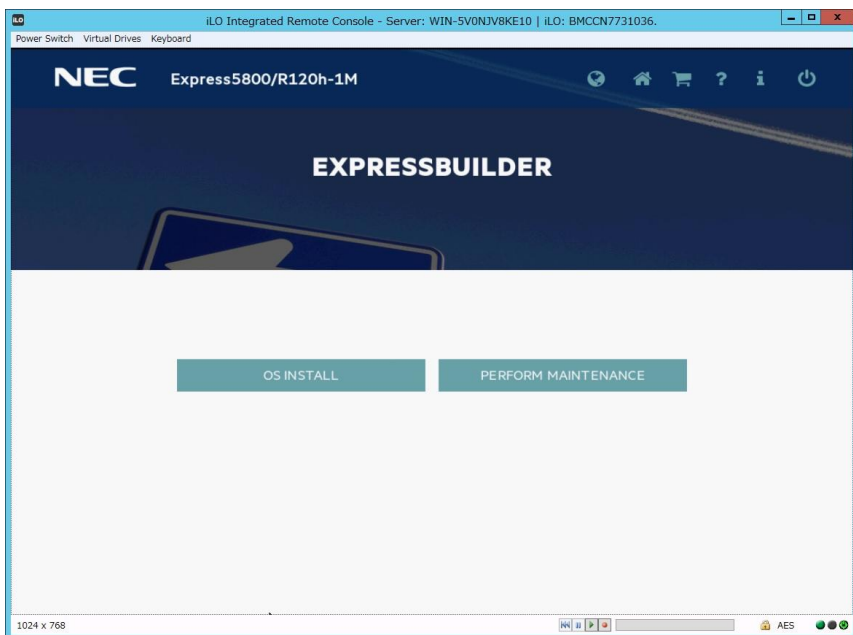 iLO
iLO Integrated Remote Console - Server: WIN-5V0NJV8KE10 | iLO: BMCCN7731036.
Power Switch Virtual Drives Keyboard
NEC Express5800/R120h-1M
EXPRESSBUILDER
OS INSTALL PERFORM MAINTENANCE
1024 x 768 AES